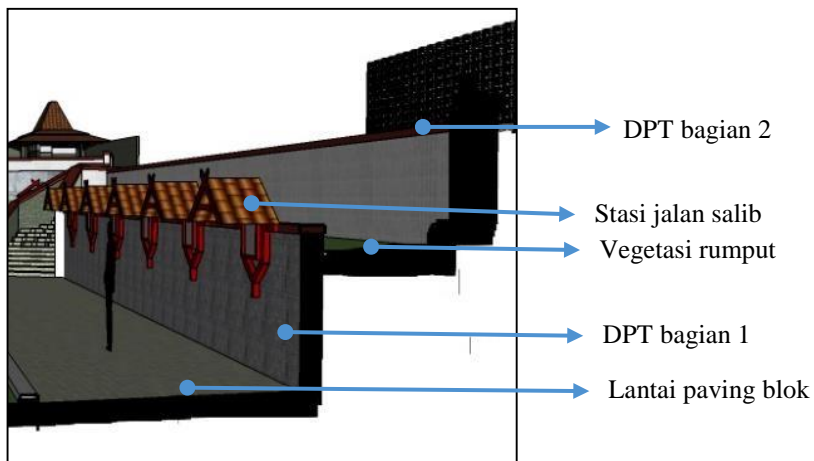 DPT bagian 2
Stasi jalan salib
Vegetasi rumput
DPT bagian 1
Lantai paving blok